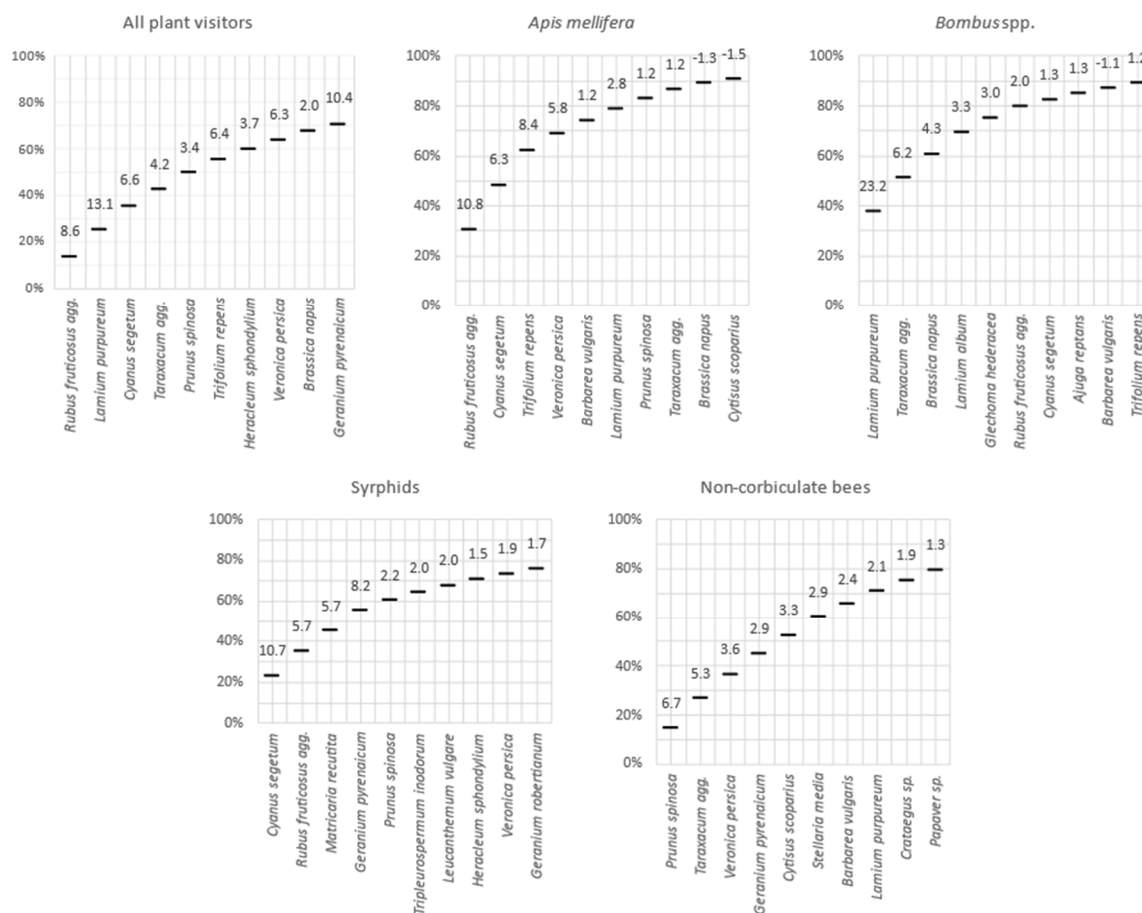 All plant visitors
100%
80%
60%
40%
20%
0%
8.6
13.1
6.6
4.2
3.4
6.4
3.7
6.3
2.0
10.4
Rubus fruticosus agg.
Lamium purpureum
Cyanus segetum
Taraxacum agg.
Prunus spinosa
Trifolium repens
Heracleum sphondylium
Veronica persica
Brassica napus
Geranium pyrenaicum
Apis mellifera
100%
80%
60%
40%
20%
0%
10.8
6.3
8.4
5.8
1.2
2.8
1.2
1.2
-1.3
-1.5
Rubus fruticosus agg.
Cyanus segetum
Trifolium repens
Veronica persica
Barbarea vulgaris
Lamium purpureum
Prunus spinosa
Taraxacum agg.
Brassica napus
Cytisus scoparius
Bombus spp.
100%
80%
60%
40%
20%
0%
23.2
6.2
4.3
3.3
3.0
2.0
1.3
1.3
-1.1
1.2
Lamium purpureum
Taraxacum agg.
Brassica napus
Lamium album
Glechoma hederacea
Rubus fruticosus agg.
Cyanus segetum
Ajuga reptans
Barbarea vulgaris
Trifolium repens
Syrphids
100%
80%
60%
40%
20%
0%
10.7
5.7
5.7
8.2
2.2
2.0
2.0
1.5
1.9
1.7
Cyanus segetum
Rubus fruticosus agg.
Matricaria recutita
Geranium pyrenaicum
Prunus spinosa
Tripleurospermum inodorum
Leucanthemum vulgare
Heracleum sphondylium
Veronica persica
Geranium robertianum
Non-corbiculate bees
100%
80%
60%
40%
20%
0%
6.7
5.3
3.6
2.9
3.3
2.9
2.4
2.1
1.9
1.3
Prunus spinosa
Taraxacum agg.
Veronica persica
Geranium pyrenaicum
Cytisus scoparius
Stellaria media
Barbarea vulgaris
Lamium purpureum
Crataegus sp.
Papaver sp.